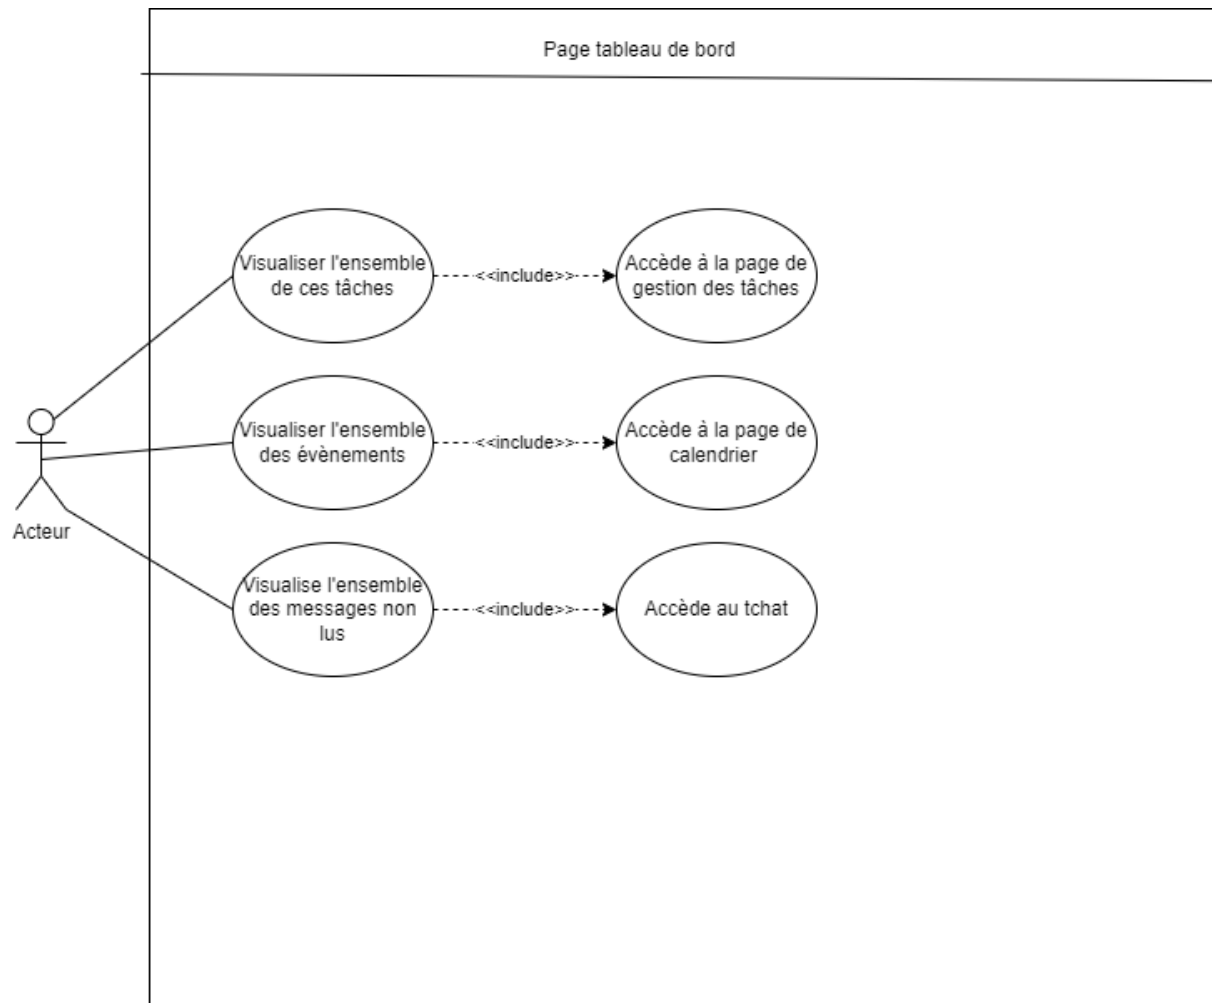 Page tableau de bord
Visualiser l'ensemble
de ces tâches
<<include>>
Accède à la page de
gestion des tâches
Visualiser l'ensemble
des évènements
<<include>>
Accède à la page de
calendrier
Acteur
Visualise l'ensemble
des messages non
lus
<<include>>
Accède au tchat